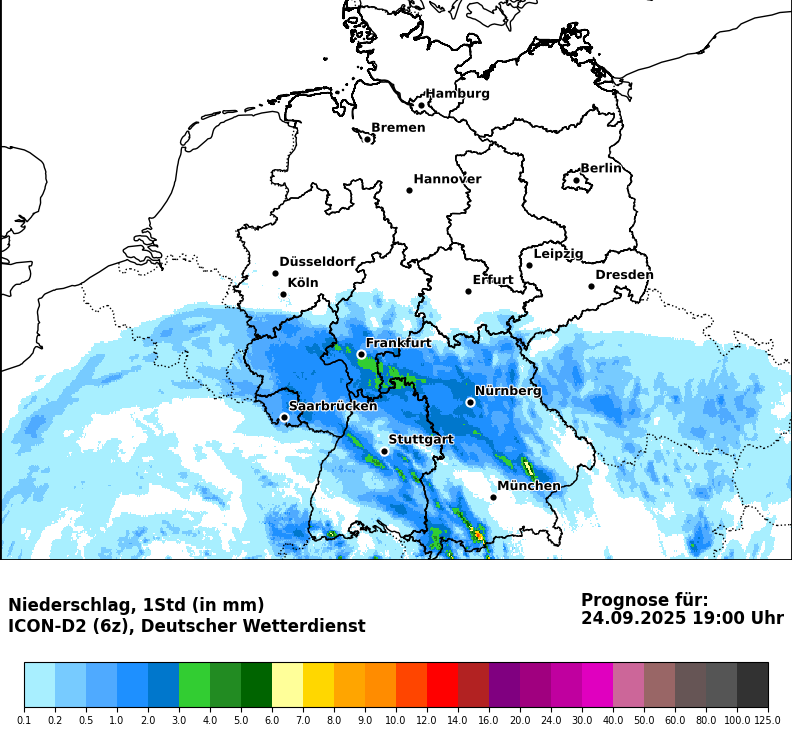 Hamburg
Bremen
Berlin
Hannover
Leipzig
Düsseldorf
Dresden
Köln
Erfurt
Frankfurt
Nürnberg
Saarbrücken
Stuttgart
München
Niederschlag, 1Std (in mm)
ICON-D2 (6z), Deutscher Wetterdienst
Prognose für:
24.09.2025 19:00 Uhr
0.1 0.2 0.5 1.0 2.0 3.0 4.0 5.0 6.0 7.0 8.0 9.0 10.0 12.0 14.0 16.0 20.0 24.0 30.0 40.0 50.0 60.0 80.0 100.0 125.0